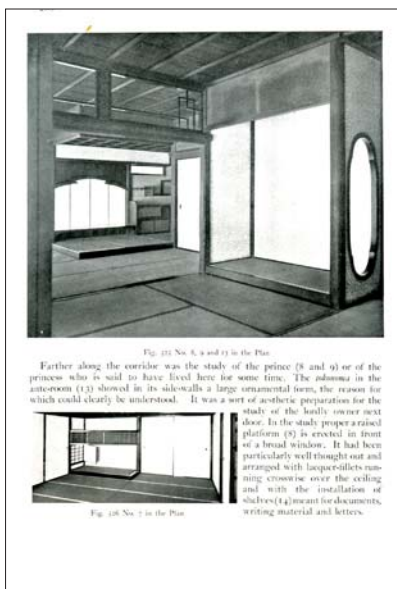 Fig. 325 No. 8, 9 and 13 in the Plan
Farther along the corridor was the study of the prince (8 and 9) or of the
princess who is said to have lived here for some time. The tokonoma in the
ante-room (13) showed in its side-walls a large ornamental form, the reason for
which could clearly be understood. It was a sort of aesthetic preparation for the
study of the lordly owner next
door. In the study proper a raised
platform (8) is erected in front
of a broad window. It had been
particularly well thought out and
arranged with lacquer-fillets run-
ning crosswise over the ceiling
and with the installation of
shelves (14) meant for documents,
writing material and letters.
Fig. 326 No. 7 in the Plan